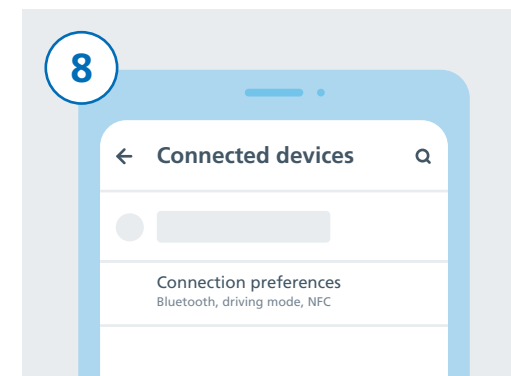 8
Connected devices
Connection preferences
Bluetooth, driving mode, NFC